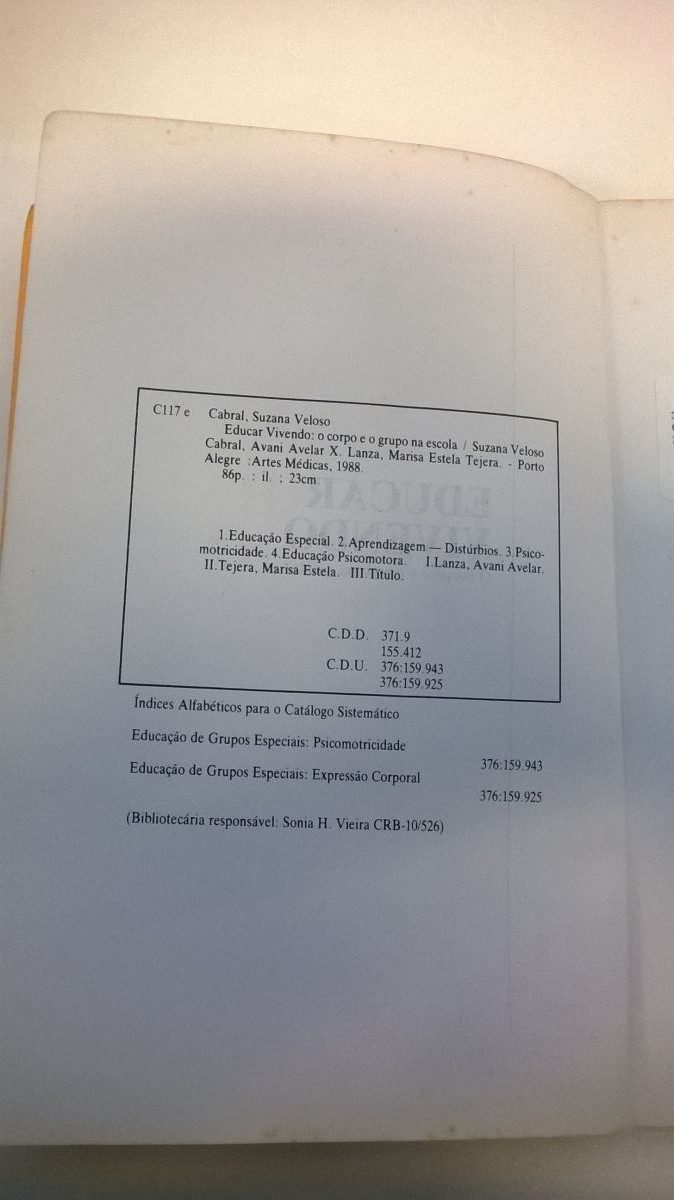 C117 e Cabral, Suzana Veloso
Educar Vivendo: o corpo e o grupo na escola / Suzana Veloso
Cabral, Avani Avelar X. Lanza, Marisa Estela Tejera. - Porto
Alegre : Artes Médicas, 1988.
86p. : il. ; 23cm.
1.Educação Especial. 2.Aprendizagem — Distúrbios. 3.Psico-
motricidade. 4.Educação Psicomotora. I.Lanza, Avani Avelar.
II.Tejera, Marisa Estela. III.Título.
C.D.D. 371.9
155.412
C.D.U. 376:159.943
376:159.925
Índices Alfabéticos para o Catálogo Sistemático
Educação de Grupos Especiais: Psicomotricidade
376:159.943
Educação de Grupos Especiais: Expressão Corporal
376:159.925
(Bibliotecária responsável: Sonia H. Vieira CRB-10/526)